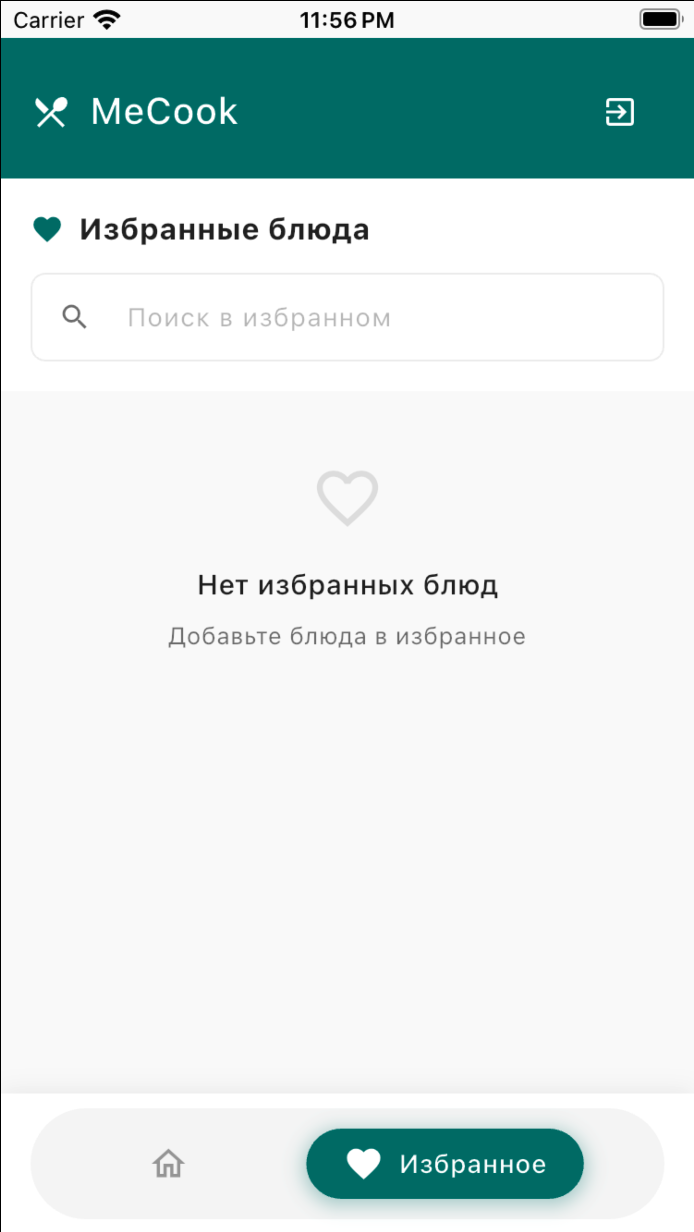 Carrier 11:56 PM
MeCook
Избранные блюда
Поиск в избранном
Нет избранных блюд
Добавьте блюда в избранное
Избранное